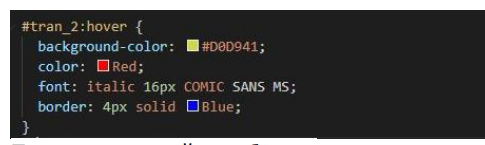 #tran_2:hover {
background-color: #D0D941;
color: Red;
font: italic 16px COMIC SANS MS;
border: 4px solid Blue;
}